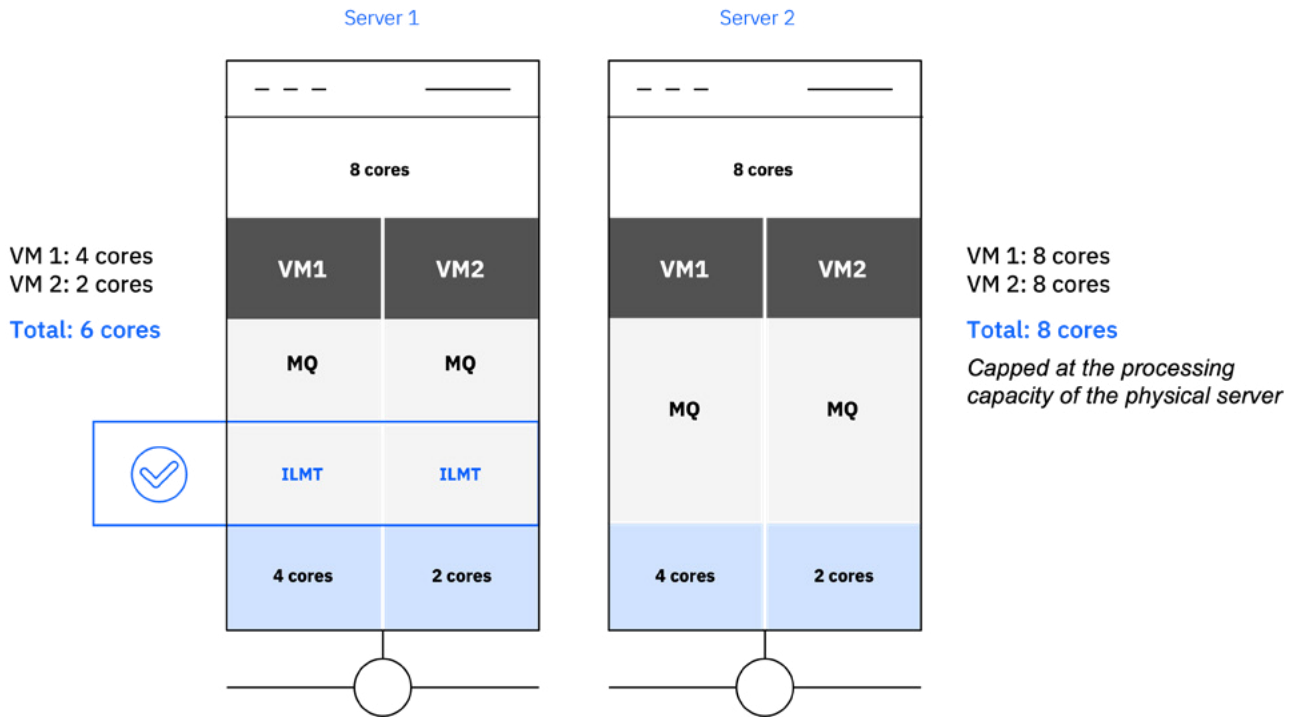 Server 1
Server 2
8 cores
8 cores
VM 1: 4 cores
VM 2: 2 cores
Total: 6 cores
VM1
VM2
VM1
VM2
VM 1: 8 cores
VM 2: 8 cores
Total: 8 cores
Capped at the processing
capacity of the physical server
MQ
MQ
MQ
MQ
ILMT
ILMT
4 cores
2 cores
4 cores
2 cores